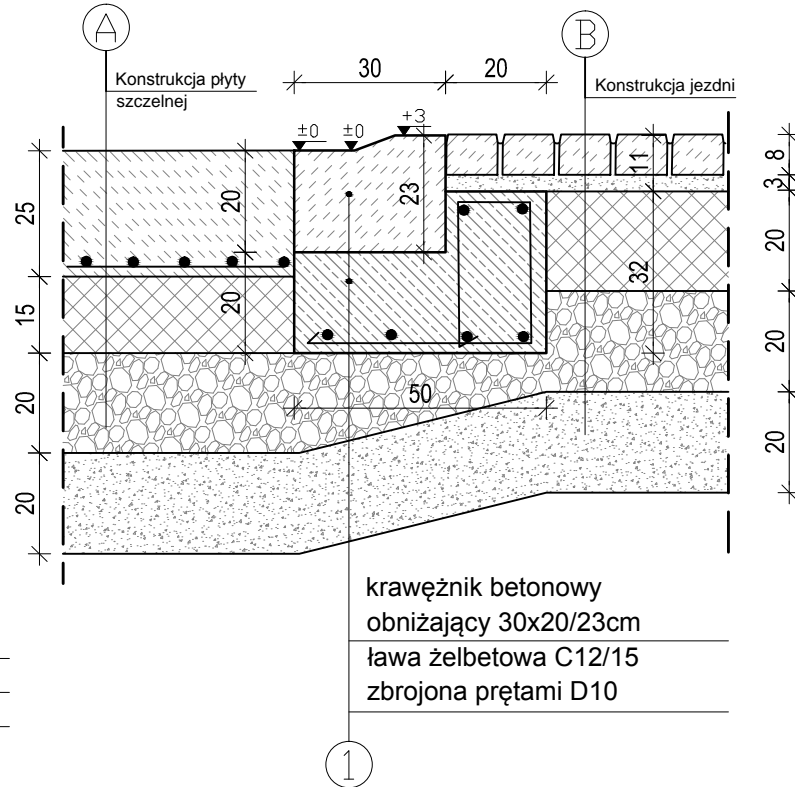 A
B
Konstrukcja płyty
szczelnej
30
20
Konstrukcja jezdni
±0
±0
+3
25
15
20
20
20
20
23
11
32
50
8
3
20
20
20
krawężnik betonowy
obniżający 30x20/23cm
ława żelbetowa C12/15
zbrojona prętami D10
1